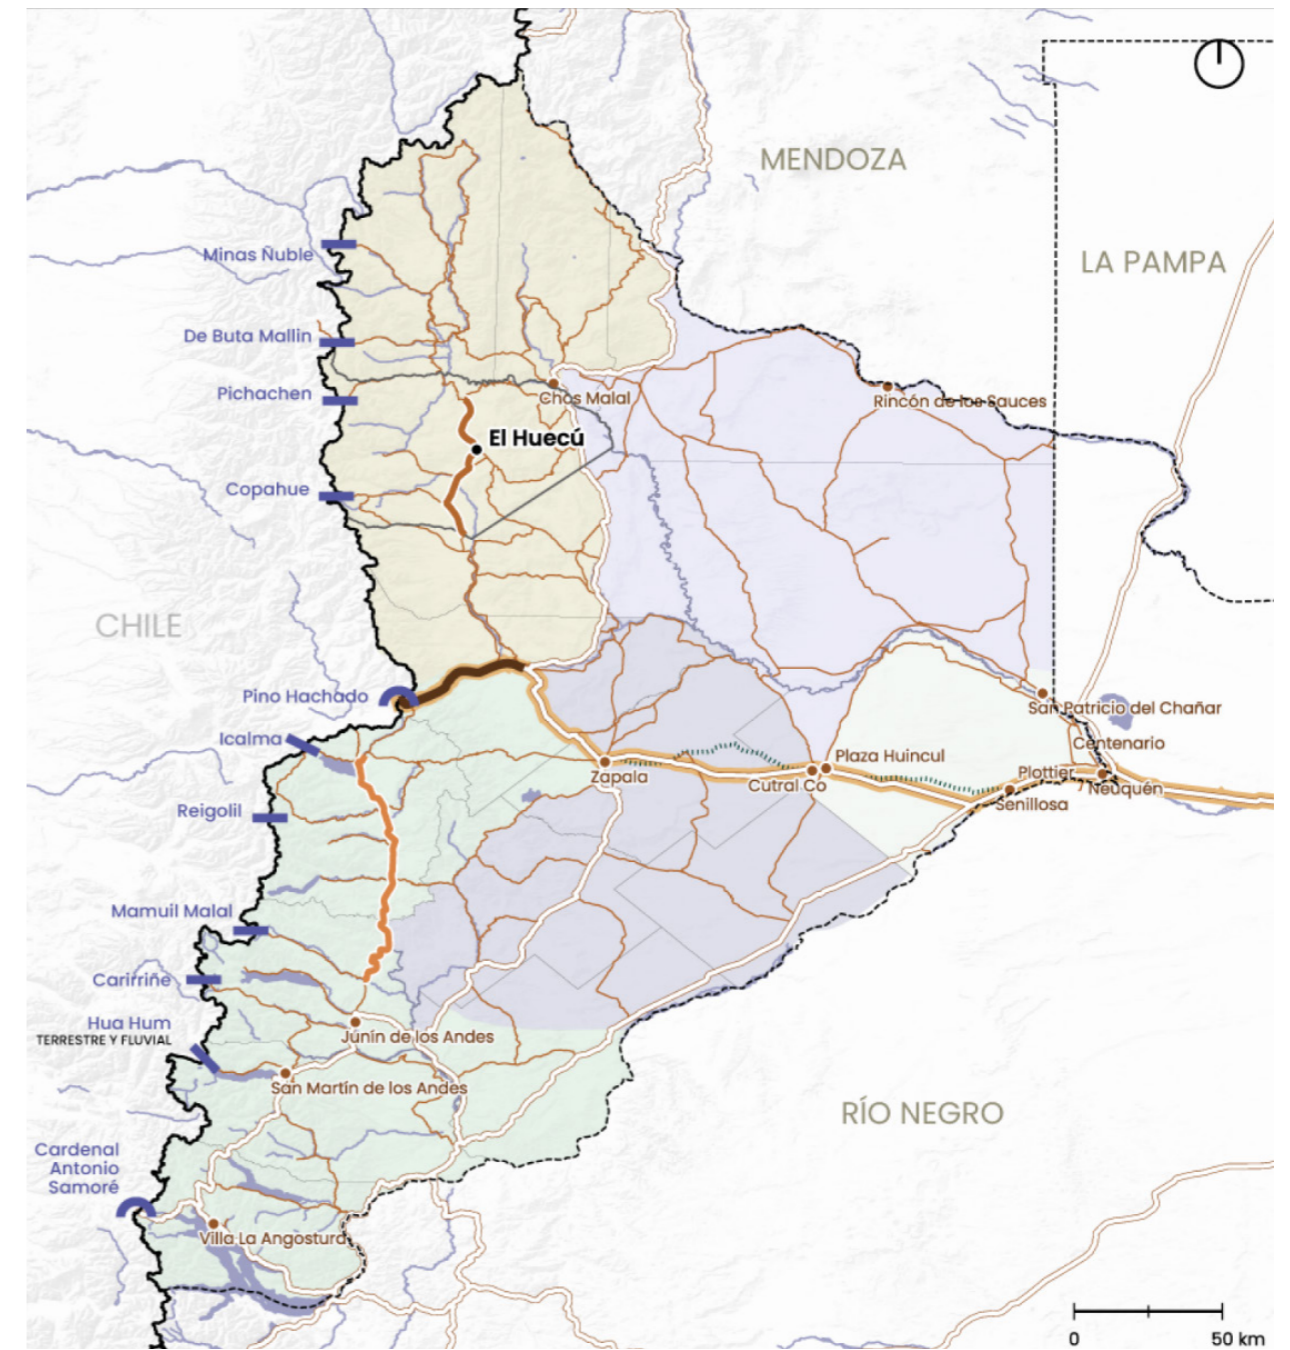 MENDOZA
LA PAMPA
Minas Ñuble
De Buta Mallin
Pichachen
Chos Malal
Rincón de los Sauces
El Huecú
Copahue
CHILE
Pino Hachado
San Patricio del Chañar
Icalma
Centenario
Plaza Huincul
Zapala
Cutral Co
Plottier
Neuquén
Senillosa
Reigolil
Mamuil Malal
Carirriñe
Hua Hum
TERRESTRE Y FLUVIAL
Junín de los Andes
San Martín de los Andes
RÍO NEGRO
Cardenal
Antonio
Samoré
Villa La Angostura
0 50 km